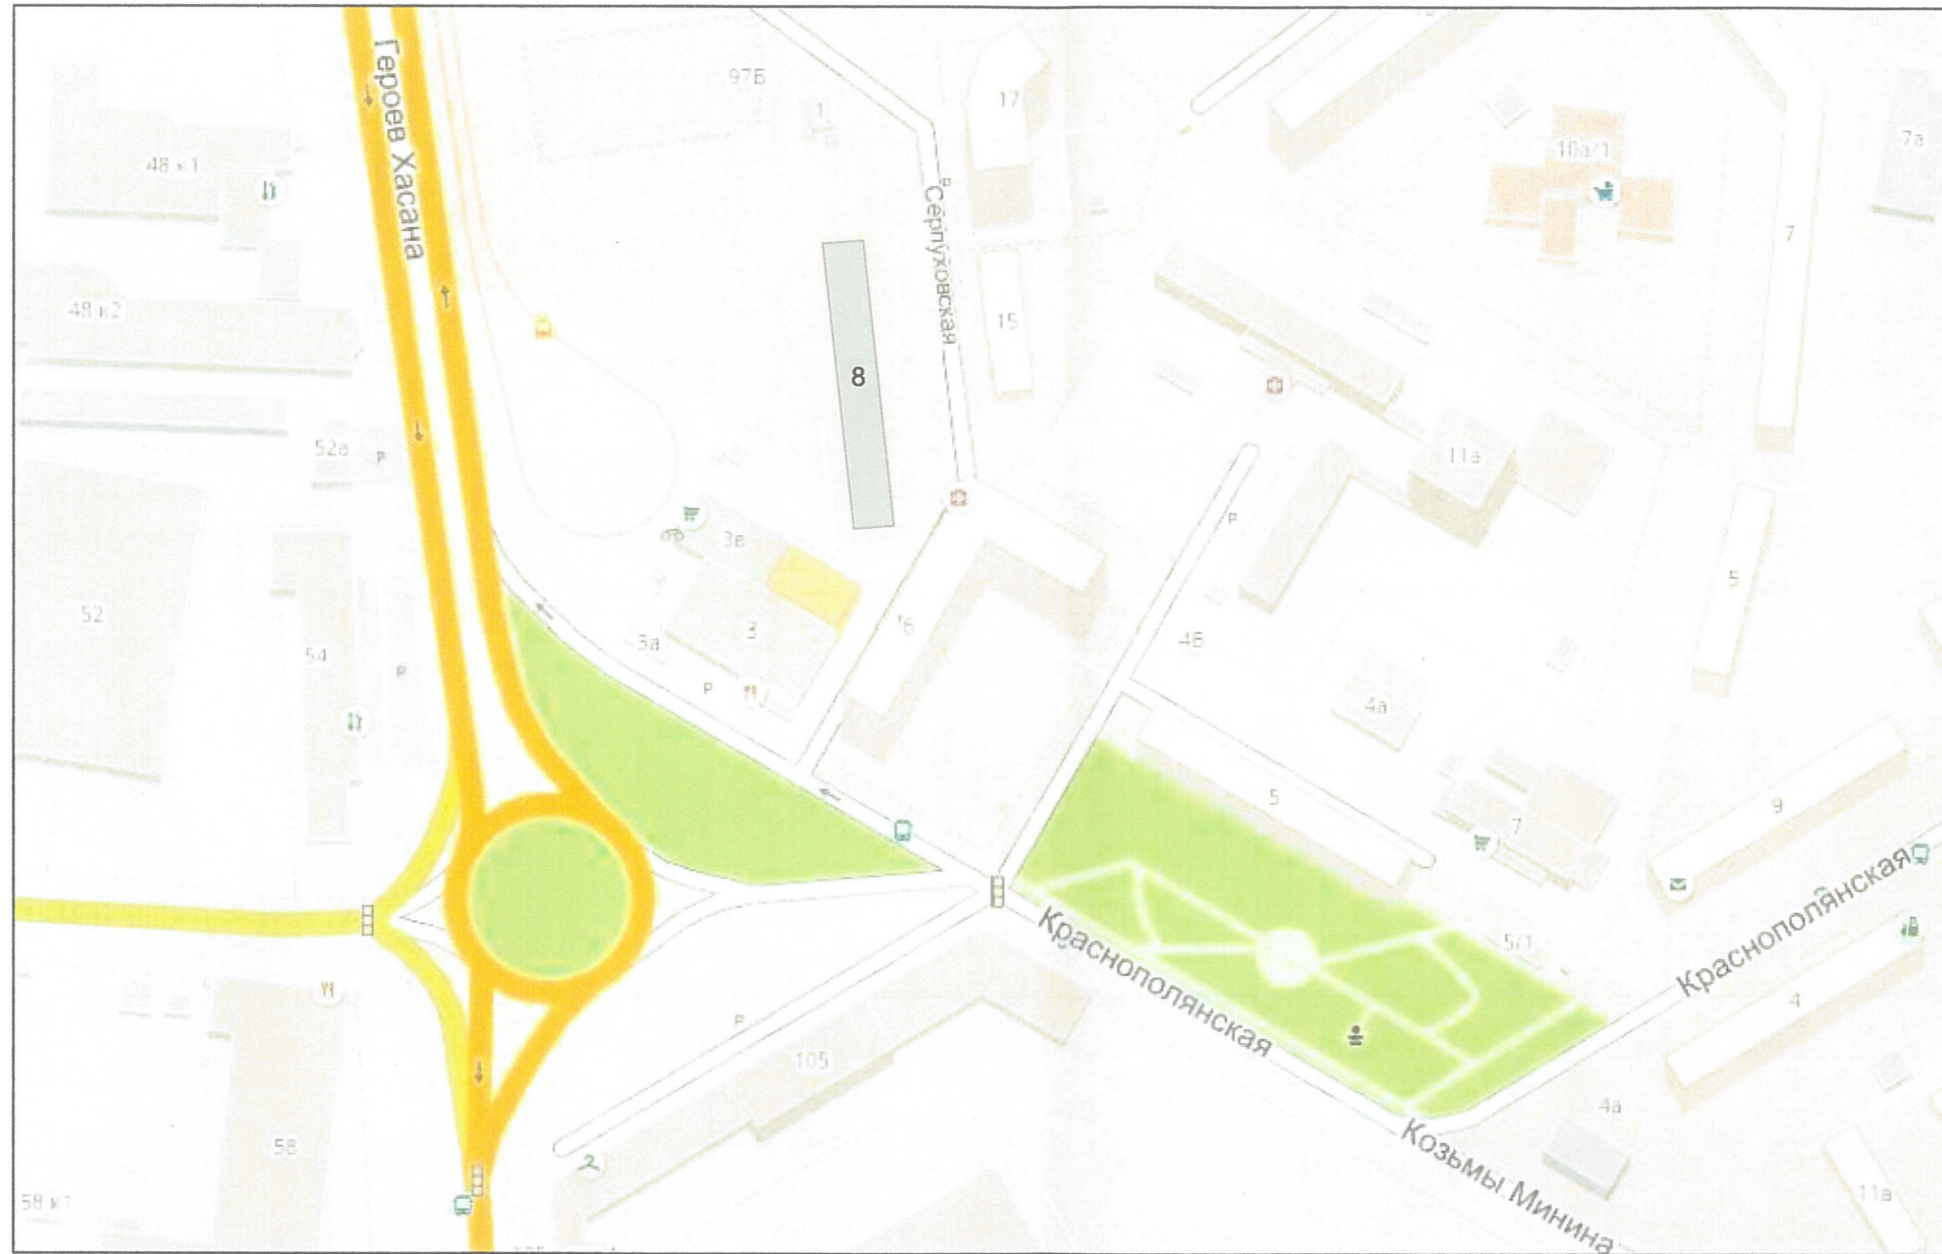 Героев Хасана
97Б
1
17
48 к1
10а/1
7а
7
Серпуховская
48 к2
15
8
52а
Р
11а
Р
3в
5
52
54
3а
3
6
4Б
Р
Р
4а
5
7
9
Краснополянская
5/1
Краснополянская
4
Р
105
4а
Козьмы Минина
58
58 к1
11а